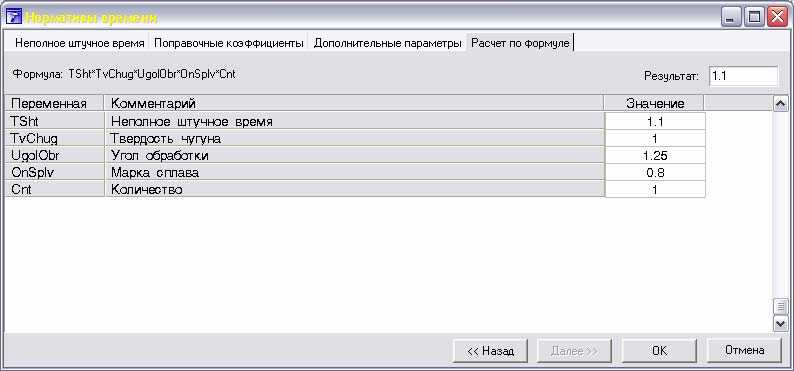 Нормативы времени
Неполное штучное время Поправочные коэффициенты Дополнительные параметры Расчет по формуле
Формула: TSht*TvChug*UgolObr*OnSplv*Cnt Результат: 1.1
Переменная Комментарий Значение
TSht Неполное штучное время 1.1
TvChug Твердость чугуна 1
UgolObr Угол обработки 1.25
OnSplv Марка сплава 0.8
Cnt Количество 1
<< Назад Далее >> OK Отмена